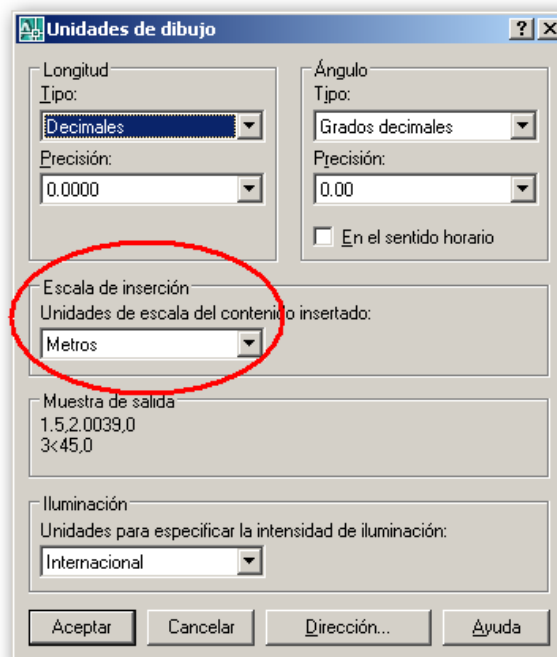 Unidades de dibujo
Longitud
Tipo:
Decimales
Precisión:
0.0000
Ángulo
Tipo:
Grados decimales
Precisión:
0.00
En el sentido horario
Escala de inserción
Unidades de escala del contenido insertado:
Metros
Muestra de salida
1.5,2.0039,0
3<45,0
Iluminación
Unidades para especificar la intensidad de iluminación:
Internacional
Aceptar
Cancelar
Dirección...
Ayuda